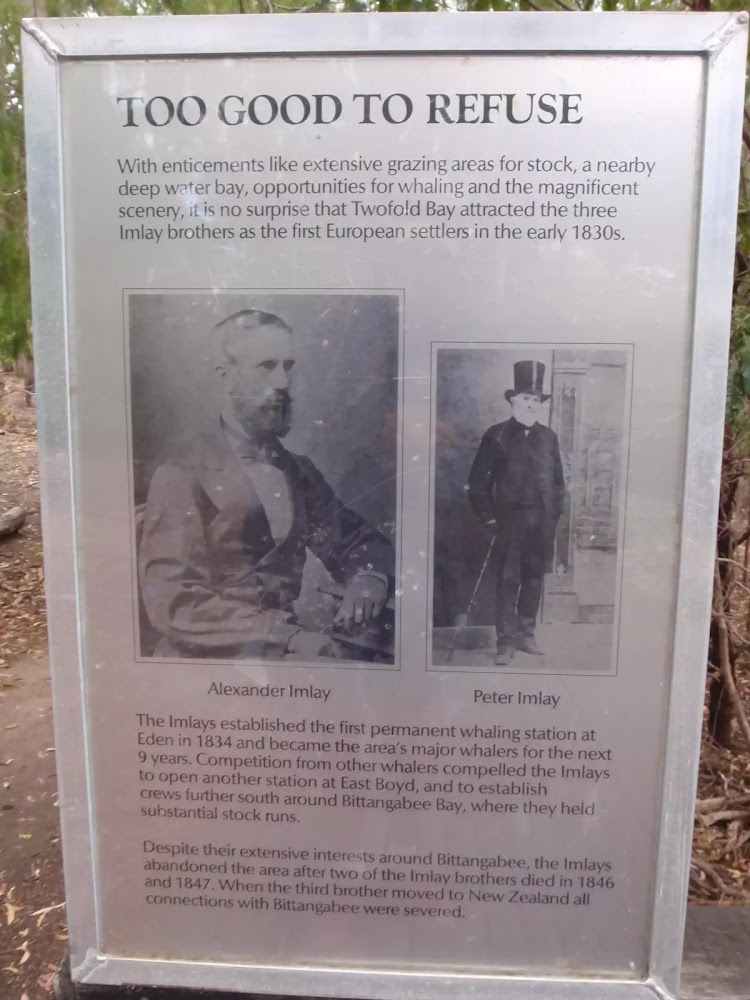 TOO GOOD TO REFUSE
With enticements like extensive grazing areas for stock, a nearby
deep water bay, opportunities for whaling and the magnificent
scenery, it is no surprise that Twofold Bay attracted the three
Imlay brothers as the first European settlers in the early 1830s.
Alexander Imlay
Peter Imlay
The Imlays established the first permanent whaling station at
Eden in 1834 and became the area's major whalers for the next
9 years. Competition from other whalers compelled the Imlays
to open another station at East Boyd, and to establish
crews further south around Bittangabee Bay, where they held
substantial stock runs.
Despite their extensive interests around Bittangabee, the Imlays
abandoned the area after two of the Imlay brothers died in 1846
and 1847. When the third brother moved to New Zealand all
connections with Bittangabee were severed.